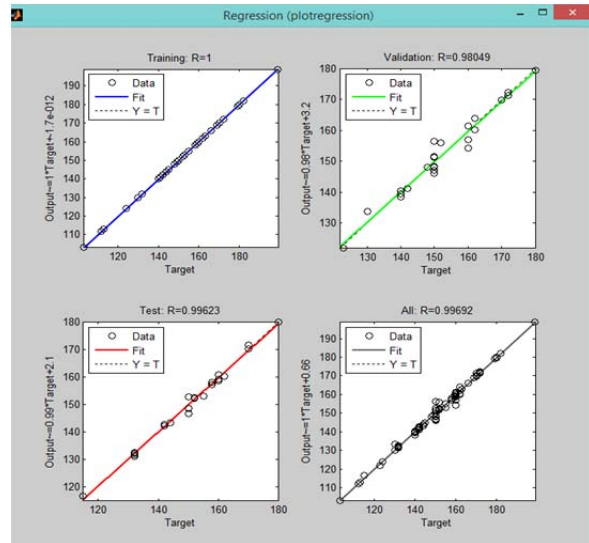 Regression (plotregression)
Training: R=1
Output~=1*Target+-1.7e-012
Data
Fit
Y = T
190
180
170
160
150
140
130
120
110
120
140
160
180
Target
Validation: R=0.98049
Output~=0.98*Target+3.2
Data
Fit
Y = T
180
170
160
150
140
130
130
140
150
160
170
180
Target
Test: R=0.99623
Output~=0.99*Target+2.1
Data
Fit
Y = T
180
170
160
150
140
130
120
120
140
160
180
Target
All: R=0.99692
Output~=1*Target+0.66
Data
Fit
Y = T
190
180
170
160
150
140
130
120
110
100
120
140
160
180
Target